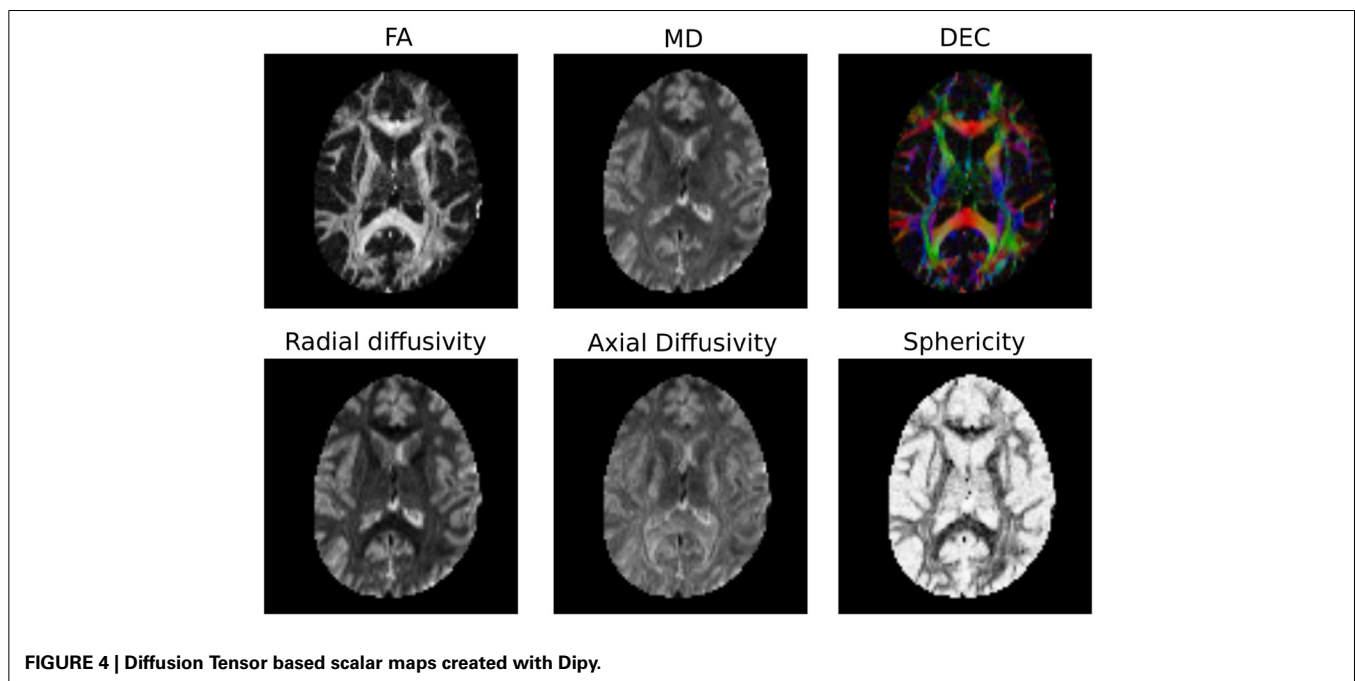 FA MD DEC
Radial diffusivity Axial Diffusivity Sphericity
FIGURE 4 | Diffusion Tensor based scalar maps created with Dipy.